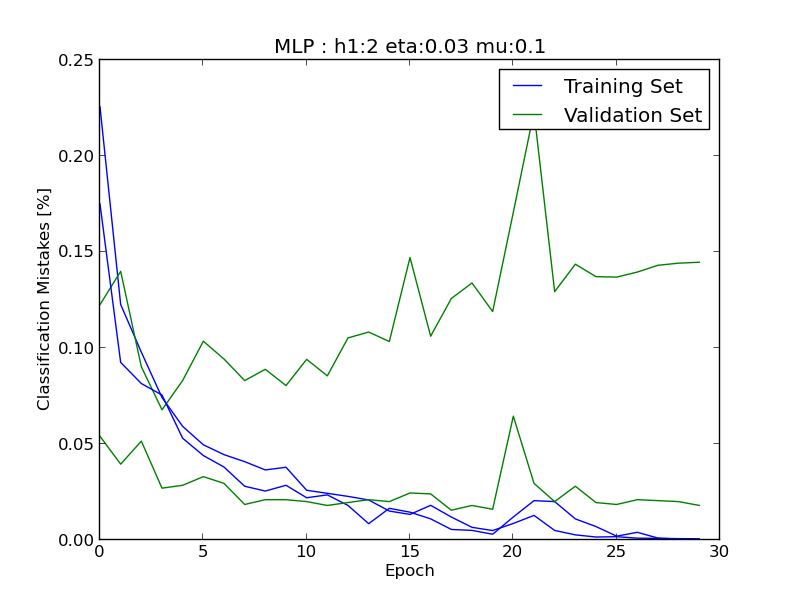 MLP : h1:2 eta:0.03 mu:0.1
Training Set
Validation Set
Classification Mistakes [%]
0.25
0.20
0.15
0.10
0.05
0.00
0 5 10 15 20 25 30
Epoch